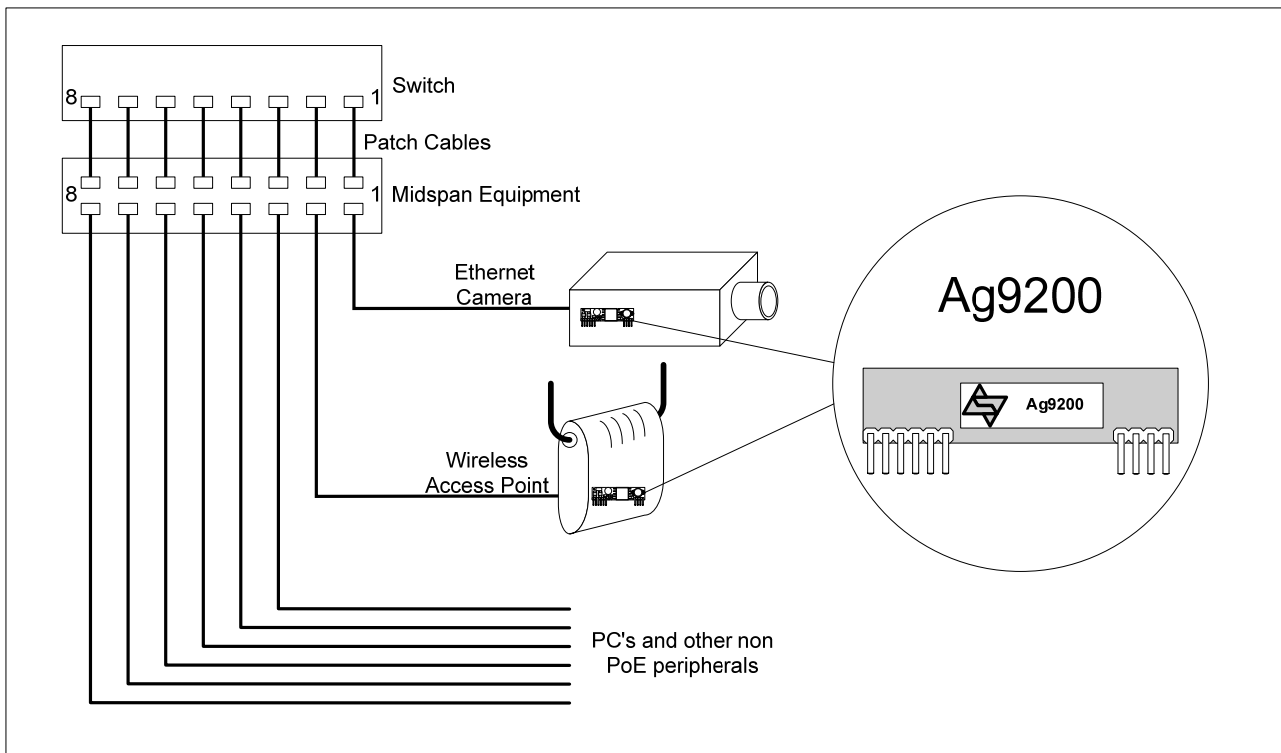 8
1
Switch
Patch Cables
8
1
Midspan Equipment
Ethernet
Camera
Ag9200
Ag9200
Wireless
Access Point
PC's and other non
PoE peripherals